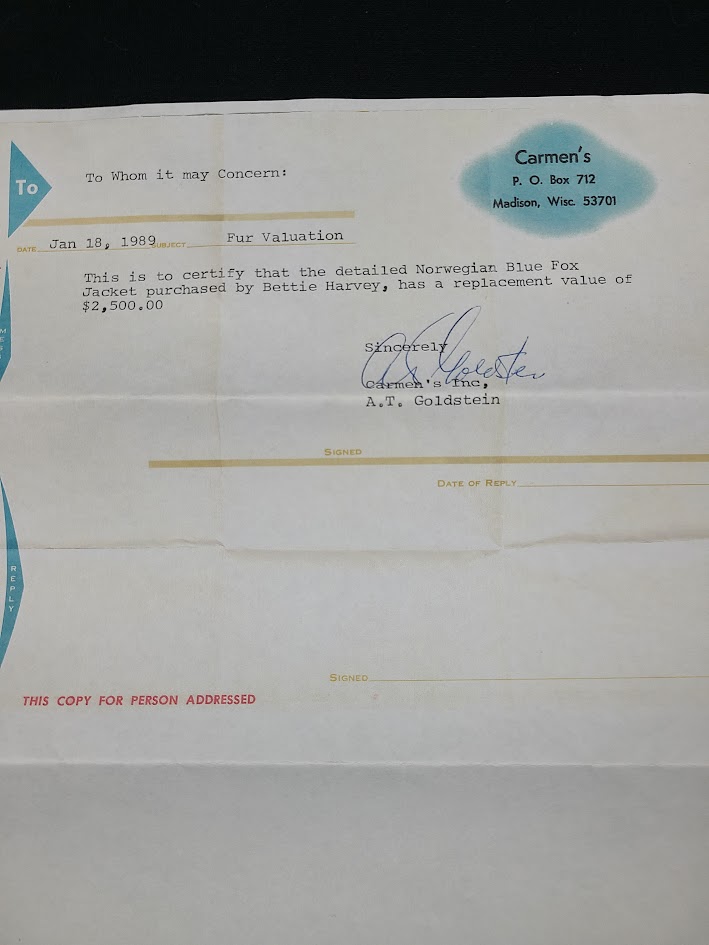 Carmen's
P. O. Box 712
Madison, Wisc. 53701
To
To Whom it may Concern:
DATE Jan 18, 1989 SUBJECT Fur Valuation
This is to certify that the detailed Norwegian Blue Fox
Jacket purchased by Bettie Harvey, has a replacement value of
$2,500.00
Sincerely
Carmen's Inc,
A.T. Goldstein
SIGNED
DATE OF REPLY
REPLY
SIGNED
THIS COPY FOR PERSON ADDRESSED